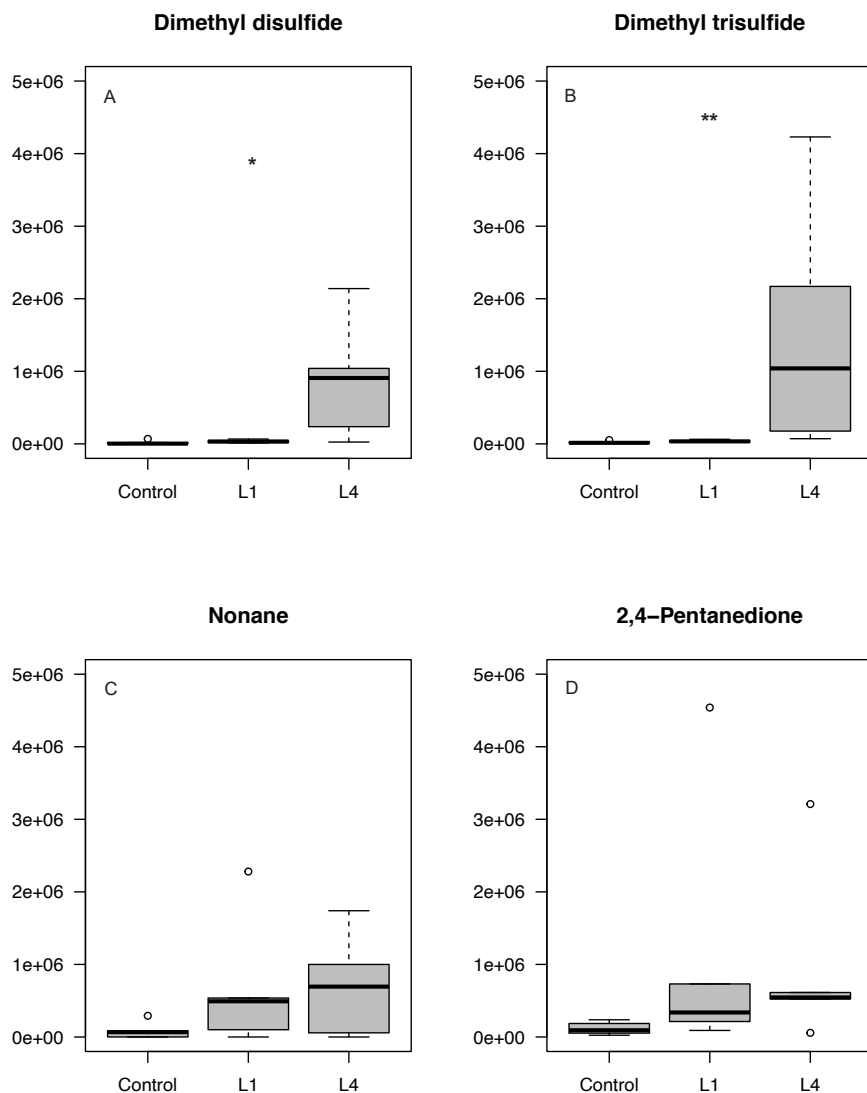 Dimethyl disulfide
A
*
5e+06
4e+06
3e+06
2e+06
1e+06
0e+00
Control L1 L4
Dimethyl trisulfide
B
**
5e+06
4e+06
3e+06
2e+06
1e+06
0e+00
Control L1 L4
Nonane
C
5e+06
4e+06
3e+06
2e+06
1e+06
0e+00
Control L1 L4
2,4−Pentanedione
D
5e+06
4e+06
3e+06
2e+06
1e+06
0e+00
Control L1 L4